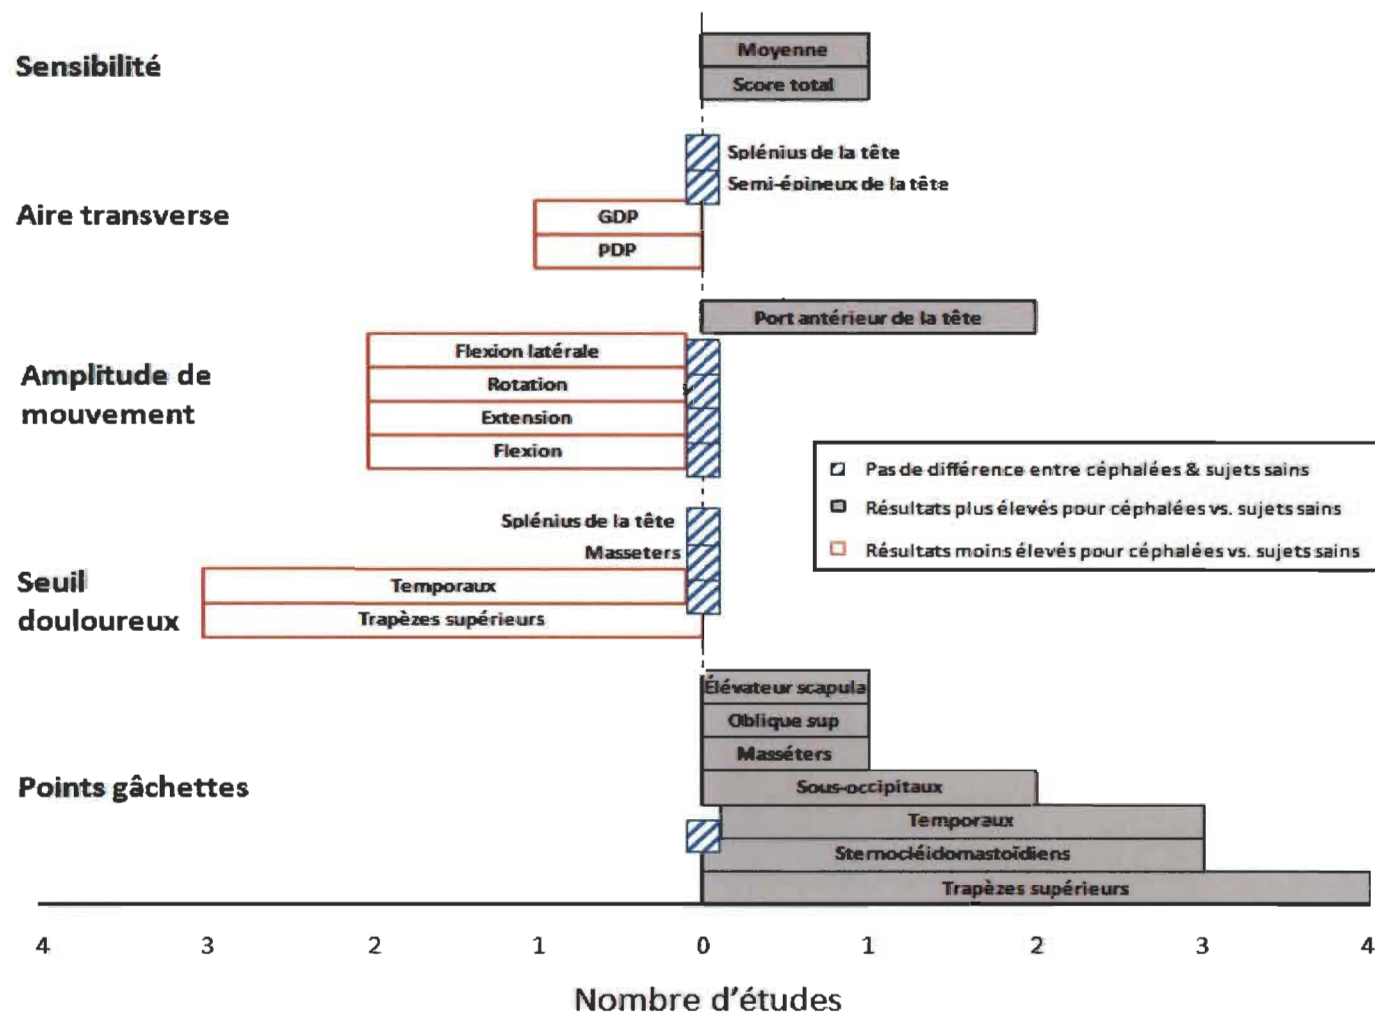 Sensibilité
Moyenne
Score total
Aire transverse
Splénius de la tête
Semi-épineux de la tête
GDP
PDP
Amplitude de
mouvement
Port antérieur de la tête
Flexion latérale
Rotation
Extension
Flexion
Pas de différence entre céphalées & sujets sains
Résultats plus élevés pour céphalées vs. sujets sains
Résultats moins élevés pour céphalées vs. sujets sains
Seuil
douloureux
Splénius de la tête
Masseters
Temporaux
Trapèzes supérieurs
Points gâchettes
Élévateur scapula
Oblique sup
Masséters
Sous-occipitaux
Temporaux
Sternocléidomastoïdiens
Trapèzes supérieurs
4 3 2 1 0 1 2 3 4
Nombre d'études